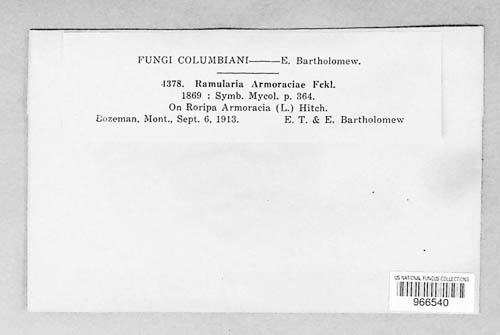 FUNGI COLUMBIANI——E. Bartholomew.
4378. Ramularia Armoraciae Fckl.
1869 : Symb. Mycol. p. 364.
On Roripa Armoracia (L.) Hitch.
Bozeman, Mont., Sept. 6, 1913. E. T. & E. Bartholomew
US NATIONAL FUNGUS COLLECTIONS
966540